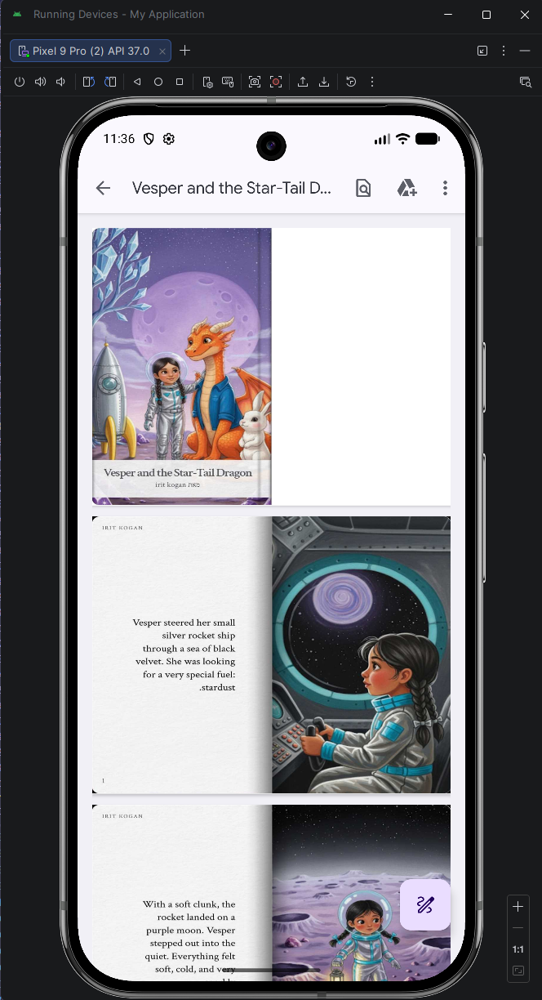 Running Devices - My Application
Pixel 9 Pro (2) API 37.0
11:36
Vesper and the Star-Tail D...
Vesper and the Star-Tail Dragon
irit kogan מאת
IRIT KOGAN
Vesper steered her small
silver rocket ship
through a sea of black
velvet. She was looking
for a very special fuel:
.stardust
1
IRIT KOGAN
With a soft clunk, the
rocket landed on a
purple moon. Vesper
stepped out into the
quiet. Everything felt
soft, cold, and very
1:1